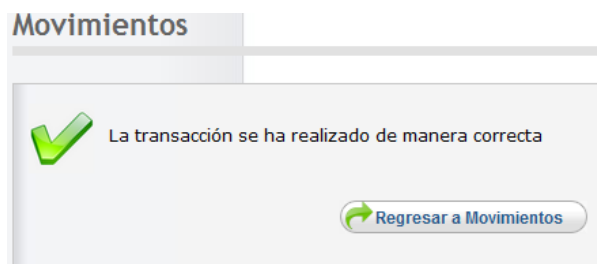 Movimientos
La transacción se ha realizado de manera correcta
Regresar a Movimientos